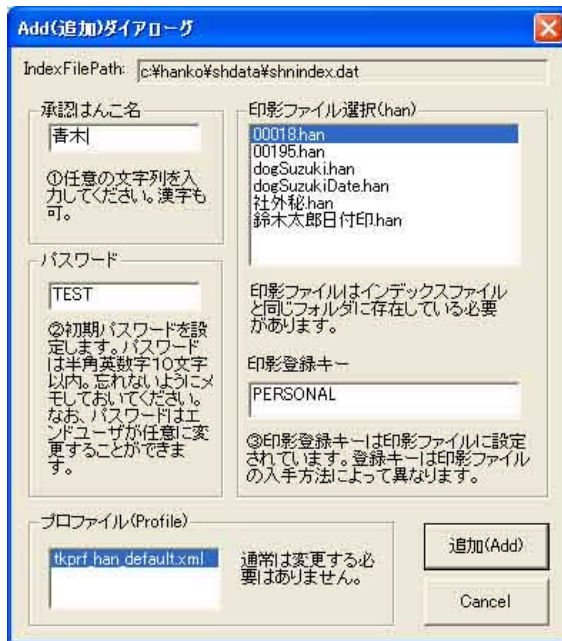 Add(追加)ダイアローグ
IndexFilePath: c:¥hanko¥shdata¥shnindex.dat
承認はんこ名
青木
①任意の文字列を入
力してください。漢字も
可。
パスワード
TEST
②初期パスワードを設
定します。パスワード
は半角英数字10文字
以内。忘れないようにメ
モしておいてください。
なお、パスワードはエ
ンドユーザが任意に変
更することができま
す。
印影ファイル選択(han)
00018.han
00195.han
dogSuzuki.han
dogSuzukiDate.han
社外秘.han
鈴木太郎日付印.han
印影ファイルはインデックスファイル
と同じフォルダに存在している必要
があります。
印影登録キー
PERSONAL
③印影登録キーは印影ファイルに設定
されています。登録キーは印影ファイル
の入手方法によって異なります。
プロファイル(Profile)
tkprf_han_default.xml
通常は変更する必
要はありません。
追加(Add)
Cancel